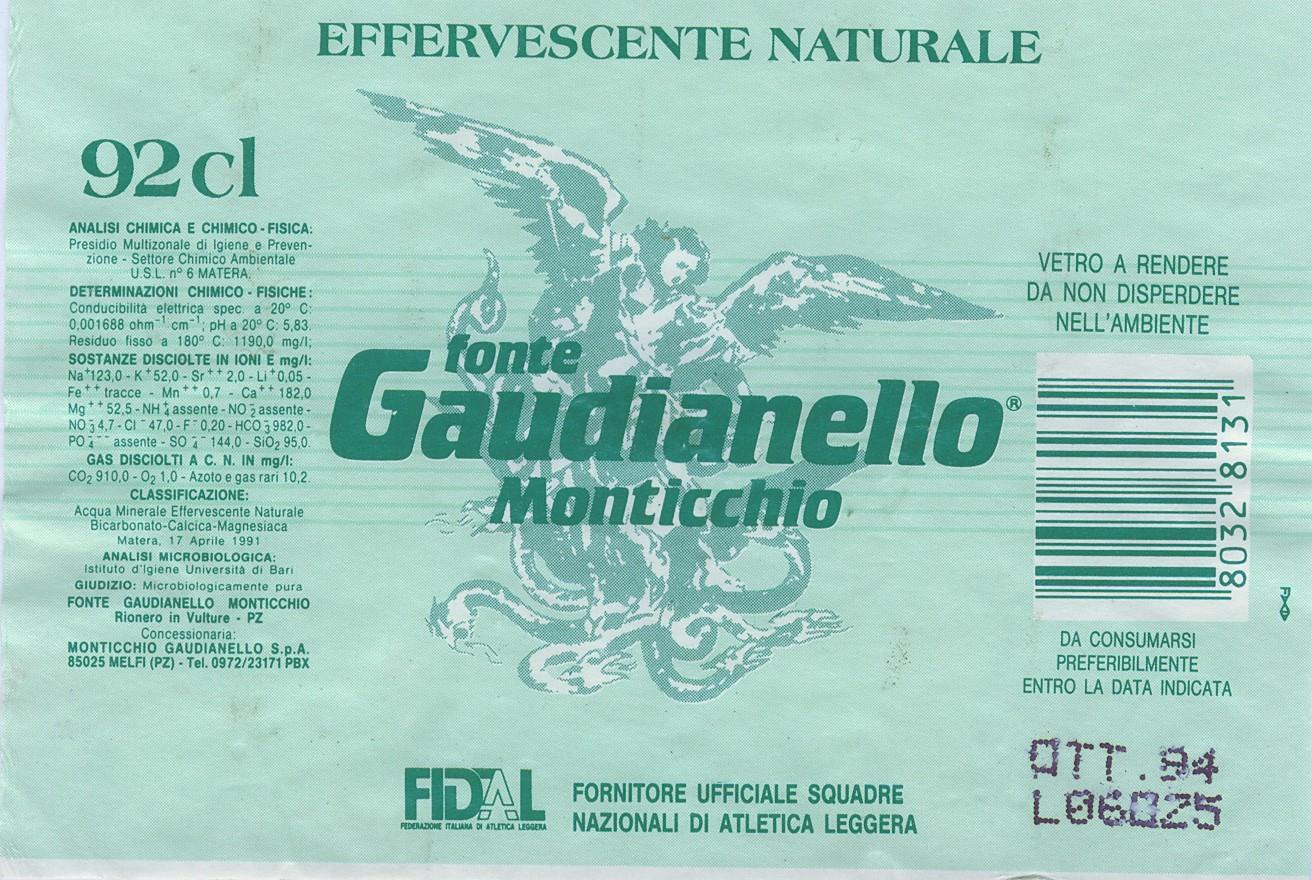 EFFERVESCENTE NATURALE
92 cl
ANALISI CHIMICA E CHIMICO-FISICA:
Presidio Multizonale di Igiene e Preven-
zione - Settore Chimico Ambientale
U.S.L. nº 6 MATERA.
DETERMINAZIONI CHIMICO-FISICHE:
Conducibilità elettrica spec. a 20º C:
0,001688 ohm⁻¹ cm⁻¹; pH a 20º C: 5,83.
Residuo fisso a 180º C: 1190,0 mg/l;
SOSTANZE DISCIOLTE IN IONI E mg/l:
Na⁺123,0 - K⁺52,0 - Sr⁺⁺ 2,0 - Li⁺0,05 -
Fe⁺⁺ tracce - Mn⁺⁺ 0,7 - Ca⁺⁺ 182,0
Mg⁺⁺ 52,5 - NH₄⁺ assente - NO₂⁻ assente -
NO₃⁻ 4,7 - Cl⁻ 47,0 - F⁻ 0,20 - HCO₃⁻ 982,0 -
PO₄⁻⁻⁻ assente - SO₄⁻⁻ 144,0 - SiO₂ 95,0.
GAS DISCIOLTI A C. N. IN mg/l:
CO₂ 910,0 - O₂ 1,0 - Azoto e gas rari 10,2.
CLASSIFICAZIONE:
Acqua Minerale Effervescente Naturale
Bicarbonato-Calcica-Magnesiaca
Matera, 17 Aprile 1991
ANALISI MICROBIOLOGICA:
Istituto d'Igiene Università di Bari
GIUDIZIO: Microbiologicamente pura
FONTE GAUDIANELLO MONTICCHIO
Rionero in Vulture - PZ
Concessionaria:
MONTICCHIO GAUDIANELLO S.p.A.
85025 MELFI (PZ) - Tel. 0972/23171 PBX
fonte
Gaudianello®
Monticchio
FIDAL
FEDERAZIONE ITALIANA DI ATLETICA LEGGERA
FORNITORE UFFICIALE SQUADRE
NAZIONALI DI ATLETICA LEGGERA
VETRO A RENDERE
DA NON DISPERDERE
NELL'AMBIENTE
8032 8131
DA CONSUMARSI
PREFERIBILMENTE
ENTRO LA DATA INDICATA
OTT.94